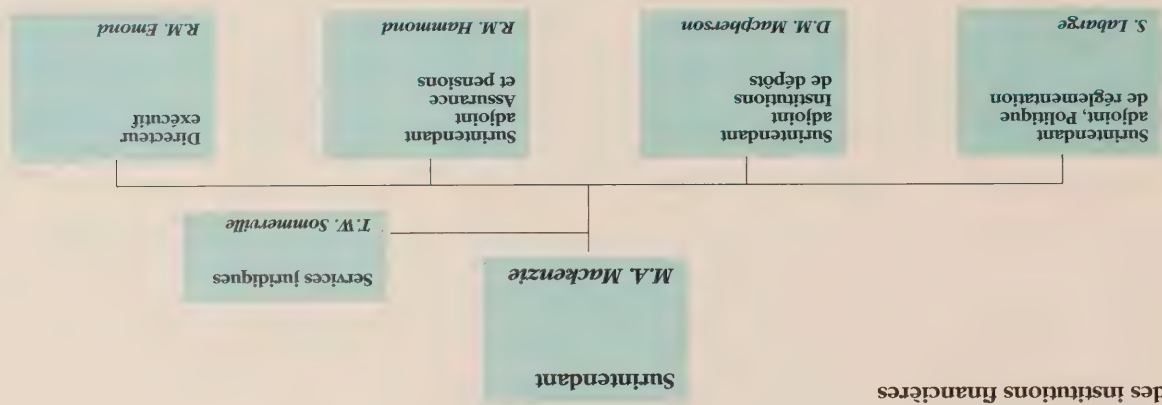 des institutions financières
Surintendant
M.A. Mackenzie
Services juridiques
T.W. Sommerville
Surintendant
adjoint, Politique
de réglementation
S. Labarge
Surintendant
adjoint
Institutions
de dépôts
D.M. Macpherson
Surintendant
adjoint
Assurance
et pensions
R.M. Hammond
Directeur
exécutif
R.M. Emond